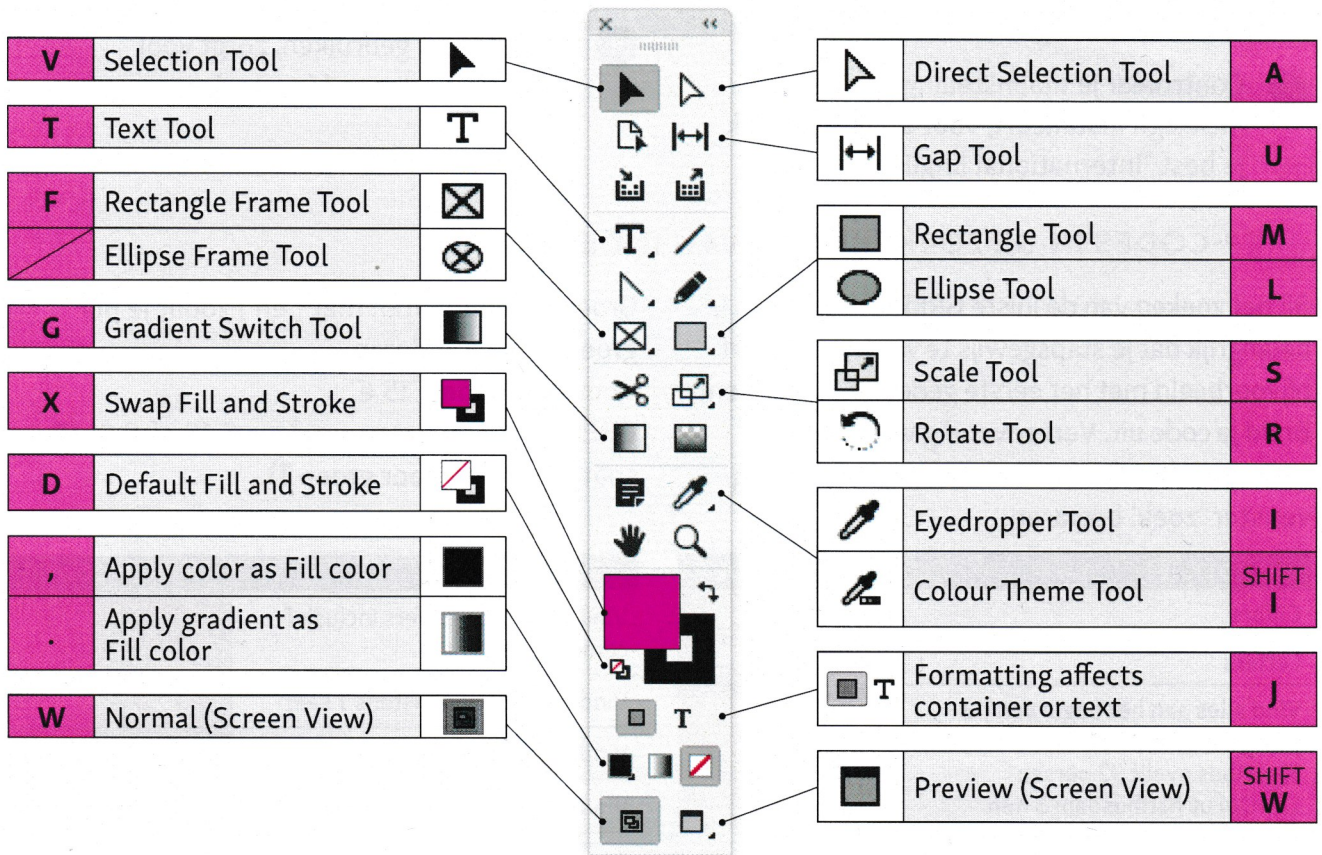 V Selection Tool
T Text Tool T
F Rectangle Frame Tool
Ellipse Frame Tool
G Gradient Switch Tool
X Swap Fill and Stroke
D Default Fill and Stroke
, Apply color as Fill color
. Apply gradient as
Fill color
W Normal (Screen View)
T
T
Direct Selection Tool A
Gap Tool U
Rectangle Tool M
Ellipse Tool L
Scale Tool S
Rotate Tool R
Eyedropper Tool I
Colour Theme Tool SHIFT
I
T Formatting affects
container or text J
Preview (Screen View) SHIFT
W